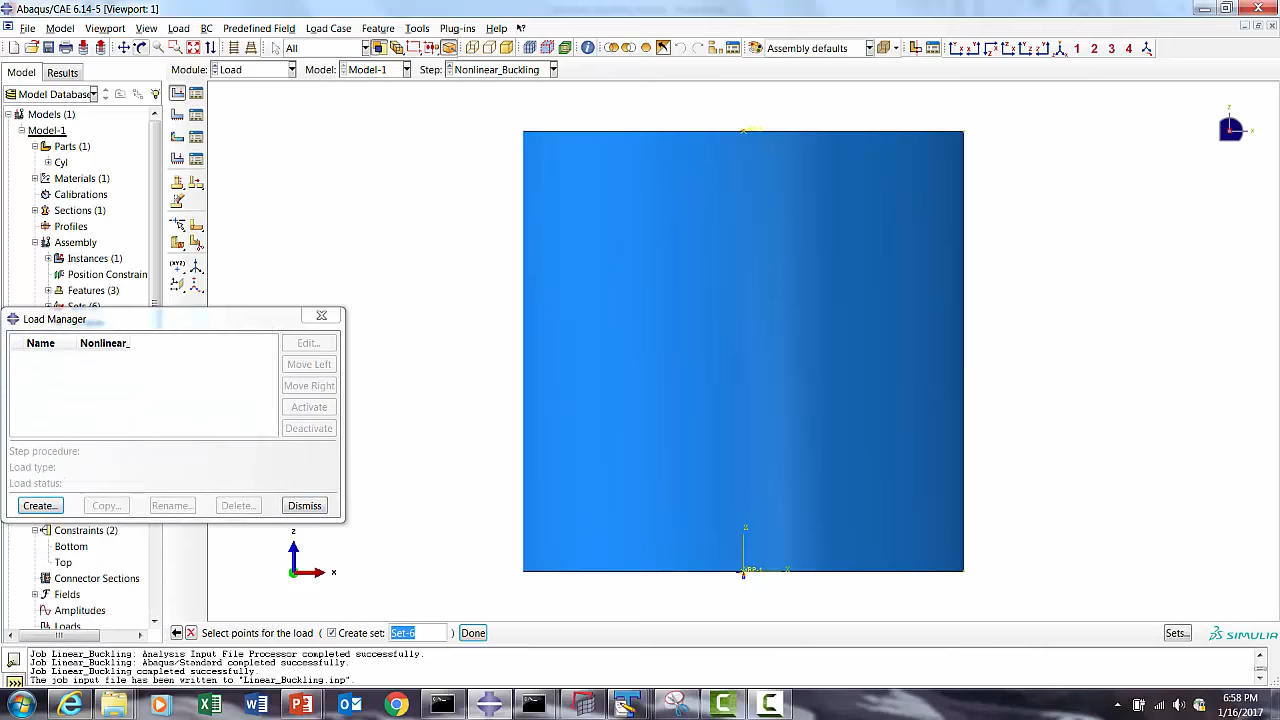 Abaqus/CAE 6.14-5 [Viewport: 1]
File Model Viewport View Load BC Predefined Field Load Case Feature Tools Plug-ins Help
All Assembly defaults 1 2 3 4
Model Results Module: Load Model: Model-1 Step: Nonlinear_Buckling
Model Database
Models (1)
Model-1
Parts (1)
Cyl
Materials (1)
Calibrations
Sections (1)
Profiles
Assembly
Instances (1)
Position Constrain
Features (3)
Sets (6)
Load Manager
Name Nonlinear_
Edit...
Move Left
Move Right
Activate
Deactivate
Step procedure:
Load type:
Load status:
Create... Copy... Rename... Delete... Dismiss
Constraints (2)
Bottom
Top
Connector Sections
Fields
Amplitudes
Loads
z
x
z
x
RP-1
X
Select points for the load ( Create set: Set-6 ) Done Sets...
SIMULIA
Job Linear_Buckling: Analysis Input File Processor completed successfully.
Job Linear_Buckling: Abaqus/Standard completed successfully.
Job Linear_Buckling completed successfully.
The job input file has been written to "Linear_Buckling.inp".
6:58 PM
1/16/2017